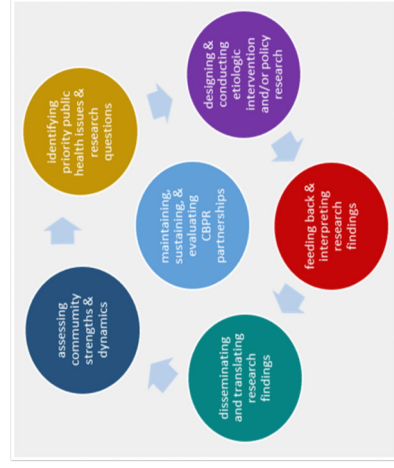 assessing
community
strengths &
dynamics
identifying
priority public
health issues &
research
questions
designing &
conducting
etiologic
intervention
and/or policy
research
feeding back &
interpreting
research
findings
disseminating
and translating
research
findings
maintaining,
sustaining, &
evaluating
CBPR
partnerships